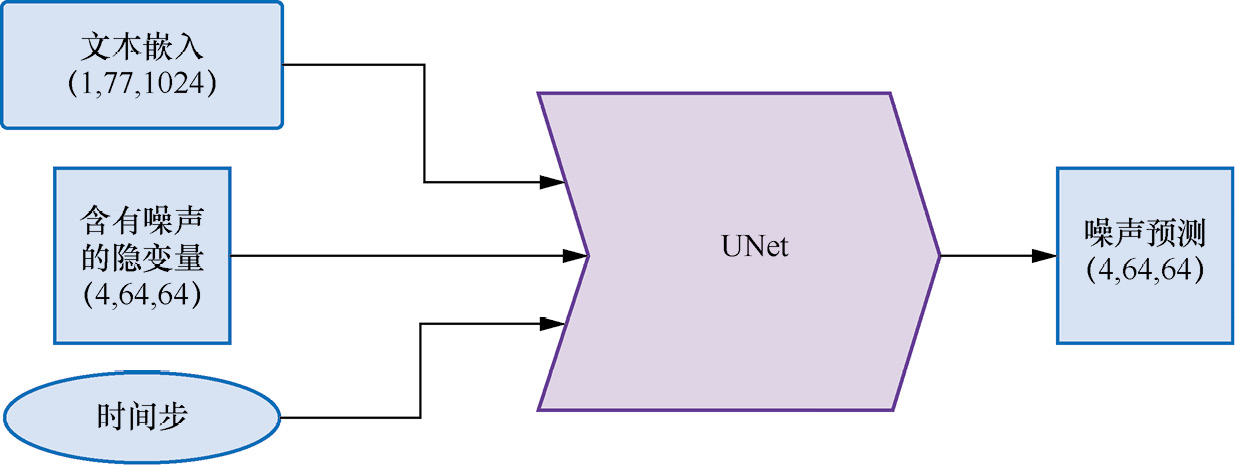 文本嵌入
(1,77,1024)
含有噪声
的隐变量
(4,64,64)
时间步
UNet
噪声预测
(4,64,64)